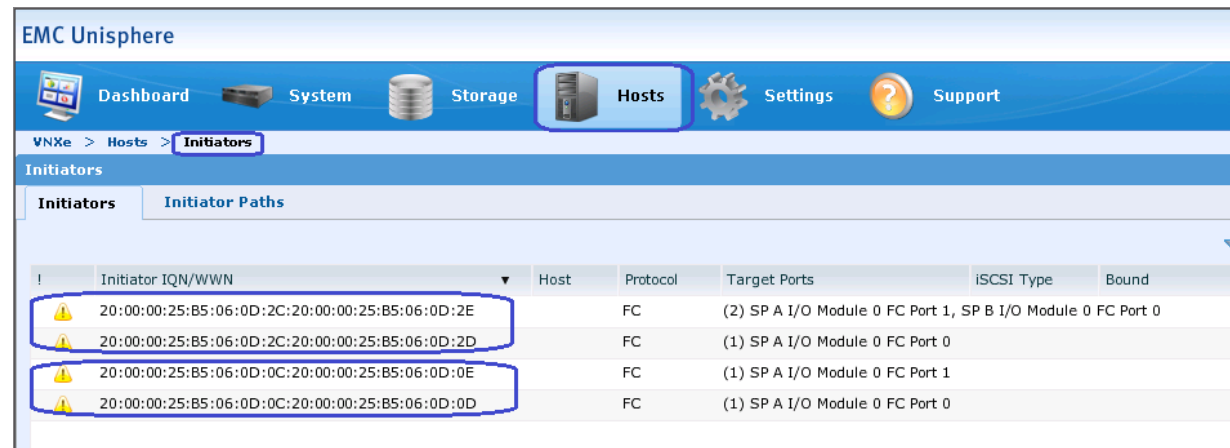 EMC Unisphere
Dashboard System Storage Hosts Settings Support
VNXe > Hosts > Initiators
Initiators
Initiators Initiator Paths
! Initiator IQN/WWN Host Protocol Target Ports iSCSI Type Bound
20:00:00:25:B5:06:0D:2C:20:00:00:25:B5:06:0D:2E FC (2) SP A I/O Module 0 FC Port 1, SP B I/O Module 0 FC Port 0
20:00:00:25:B5:06:0D:2C:20:00:00:25:B5:06:0D:2D FC (1) SP A I/O Module 0 FC Port 0
20:00:00:25:B5:06:0D:0C:20:00:00:25:B5:06:0D:0E FC (1) SP A I/O Module 0 FC Port 1
20:00:00:25:B5:06:0D:0C:20:00:00:25:B5:06:0D:0D FC (1) SP A I/O Module 0 FC Port 0